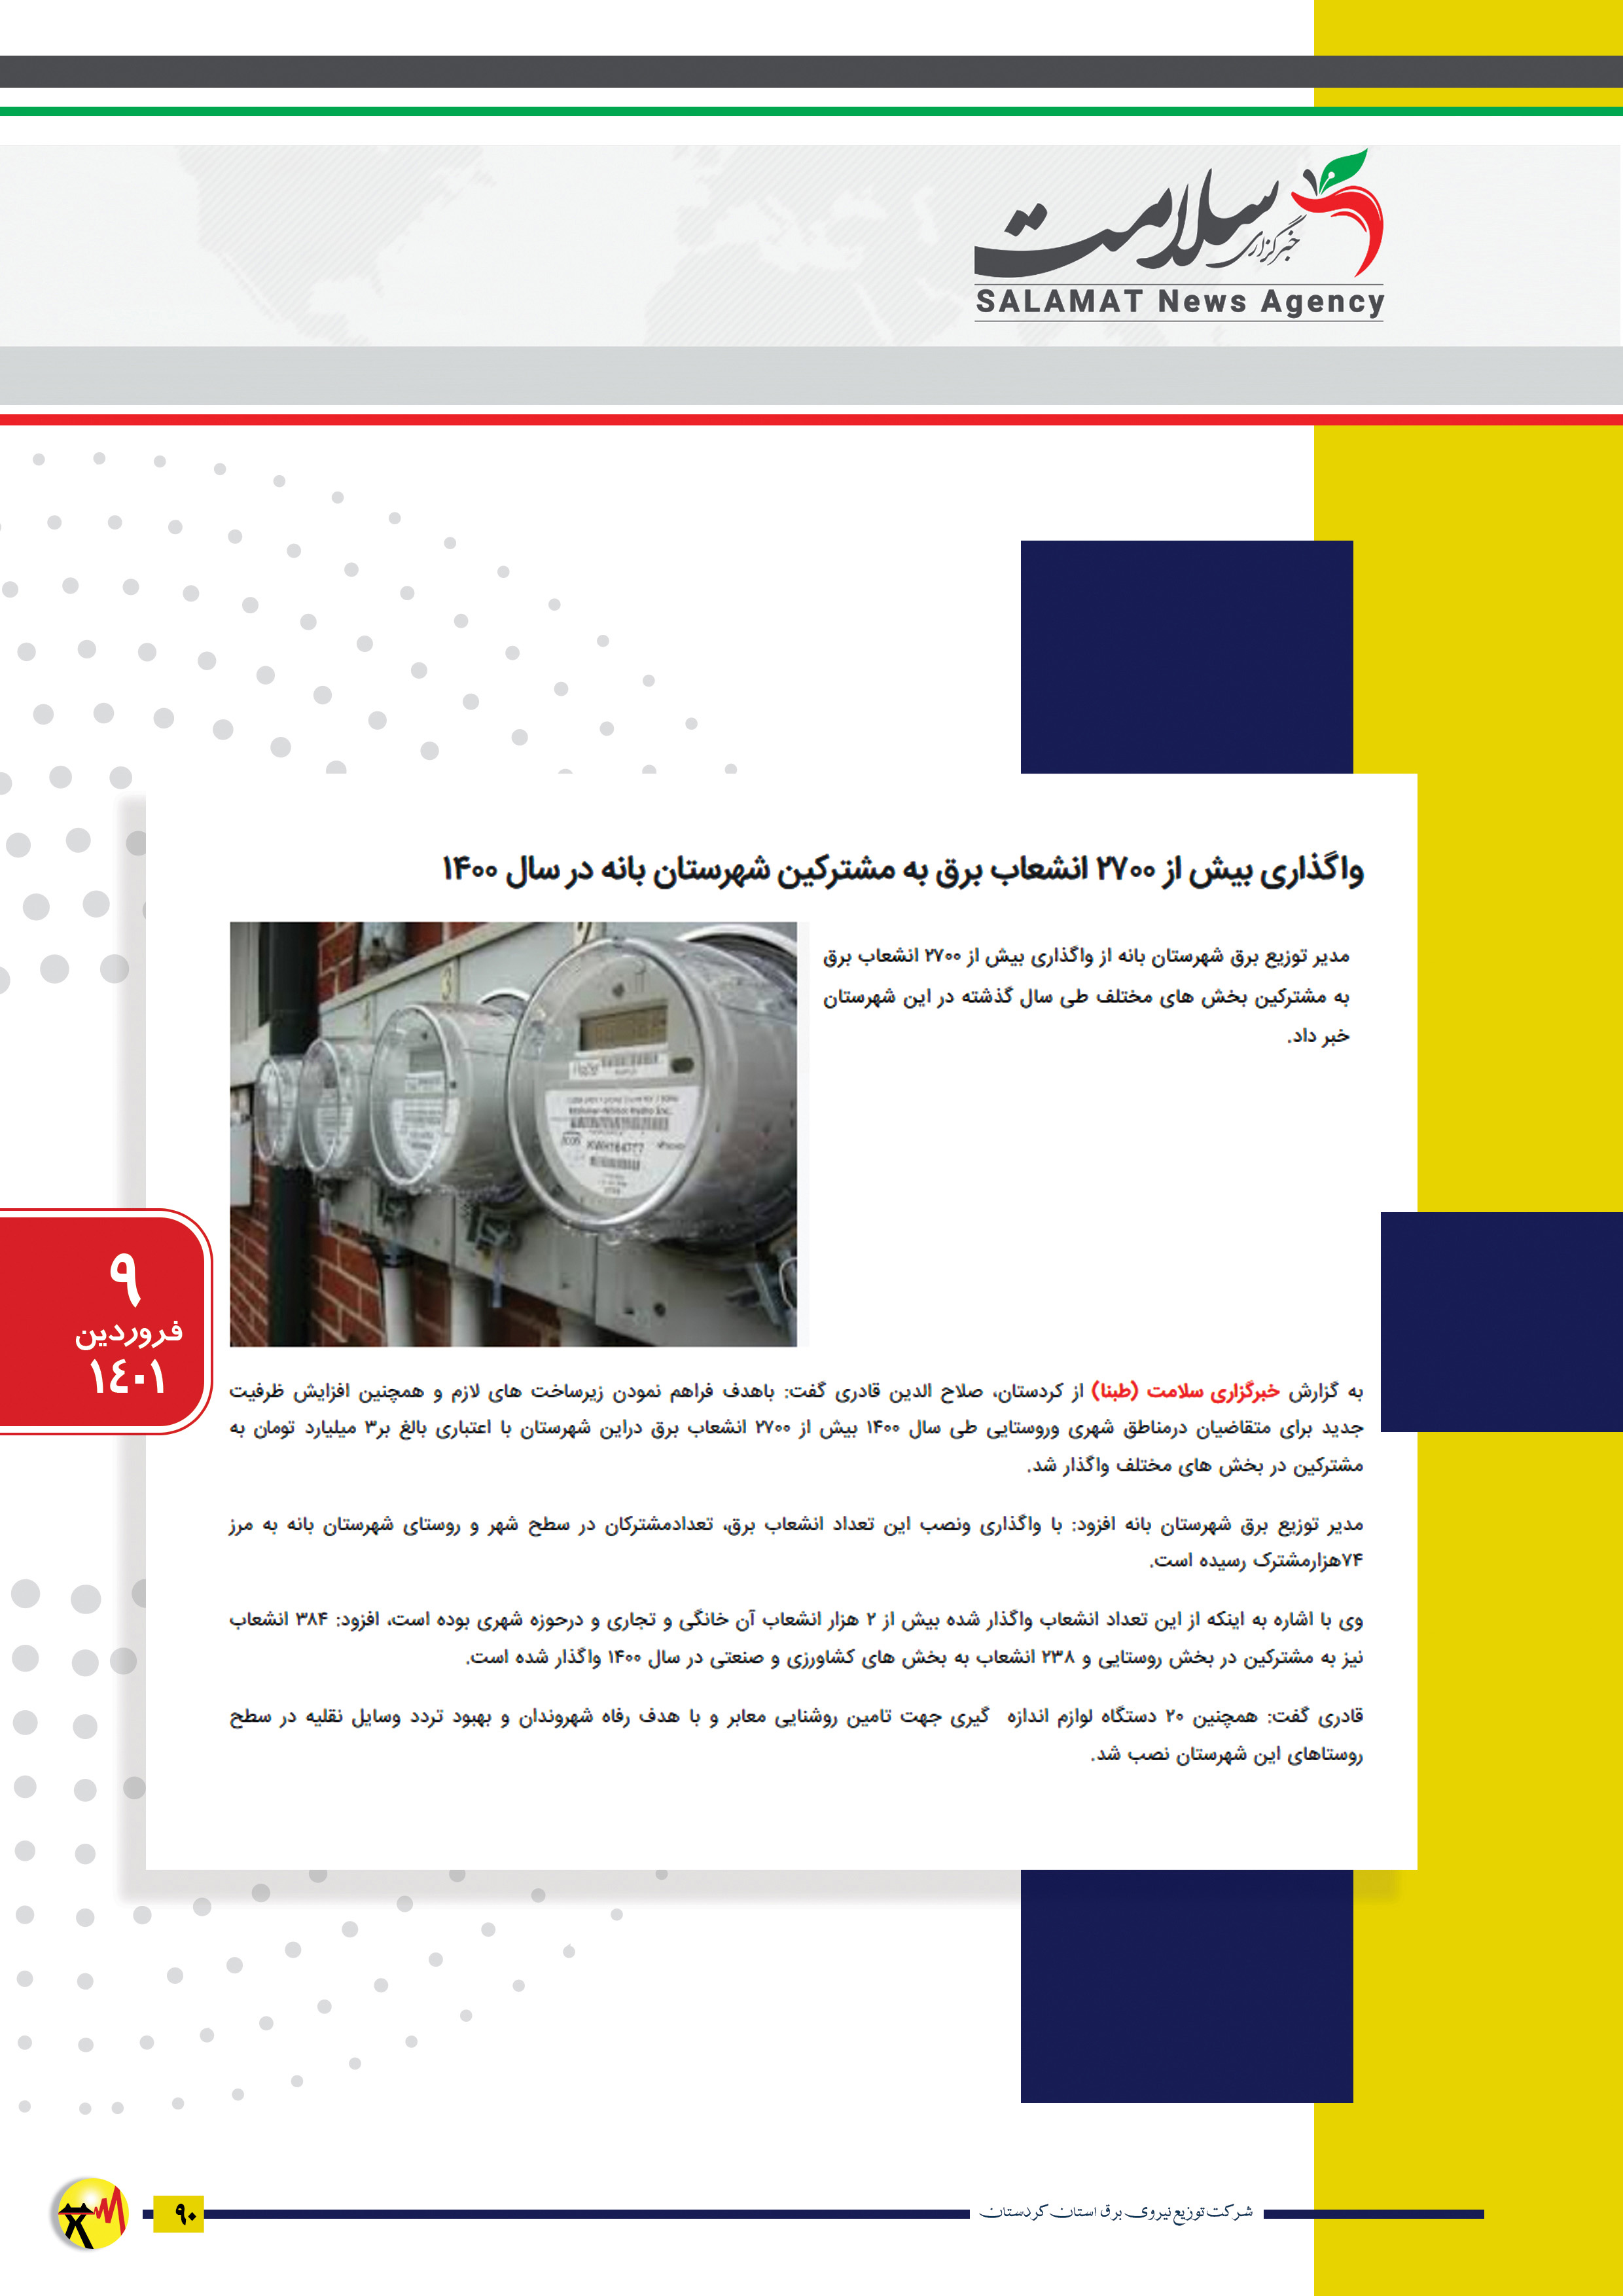 سلامت
خبرگزاری
SALAMAT News Agency
واگذاری بیش از ۲۷۰۰ انشعاب برق به مشترکین شهرستان بانه در سال ۱۴۰۰
مدیر توزیع برق شهرستان بانه از واگذاری بیش از ۲۷۰۰ انشعاب برق
به مشترکین بخش های مختلف طی سال گذشته در این شهرستان
خبر داد.
۹
فروردین
۱٤۰۱
به گزارش خبرگزاری سلامت (طبنا) از کردستان، صلاح الدین قادری گفت: باهدف فراهم نمودن زیرساخت های لازم و همچنین افزایش ظرفیت
جدید برای متقاضیان درمناطق شهری وروستایی طی سال ۱۴۰۰ بیش از ۲۷۰۰ انشعاب برق دراین شهرستان با اعتباری بالغ بر۳ میلیارد تومان به
مشترکین در بخش های مختلف واگذار شد.
مدیر توزیع برق شهرستان بانه افزود: با واگذاری ونصب این تعداد انشعاب برق، تعدادمشترکان در سطح شهر و روستای شهرستان بانه به مرز
۷۴هزارمشترک رسیده است.
وی با اشاره به اینکه از این تعداد انشعاب واگذار شده بیش از ۲ هزار انشعاب آن خانگی و تجاری و درحوزه شهری بوده است، افزود: ۳۸۴ انشعاب
نیز به مشترکین در بخش روستایی و ۲۳۸ انشعاب به بخش های کشاورزی و صنعتی در سال ۱۴۰۰ واگذار شده است.
قادری گفت: همچنین ۲۰ دستگاه لوازم اندازه گیری جهت تامین روشنایی معابر و با هدف رفاه شهروندان و بهبود تردد وسایل نقلیه در سطح
روستاهای این شهرستان نصب شد.
شرکت توزیع نیروی برق استان کردستان
۹۰